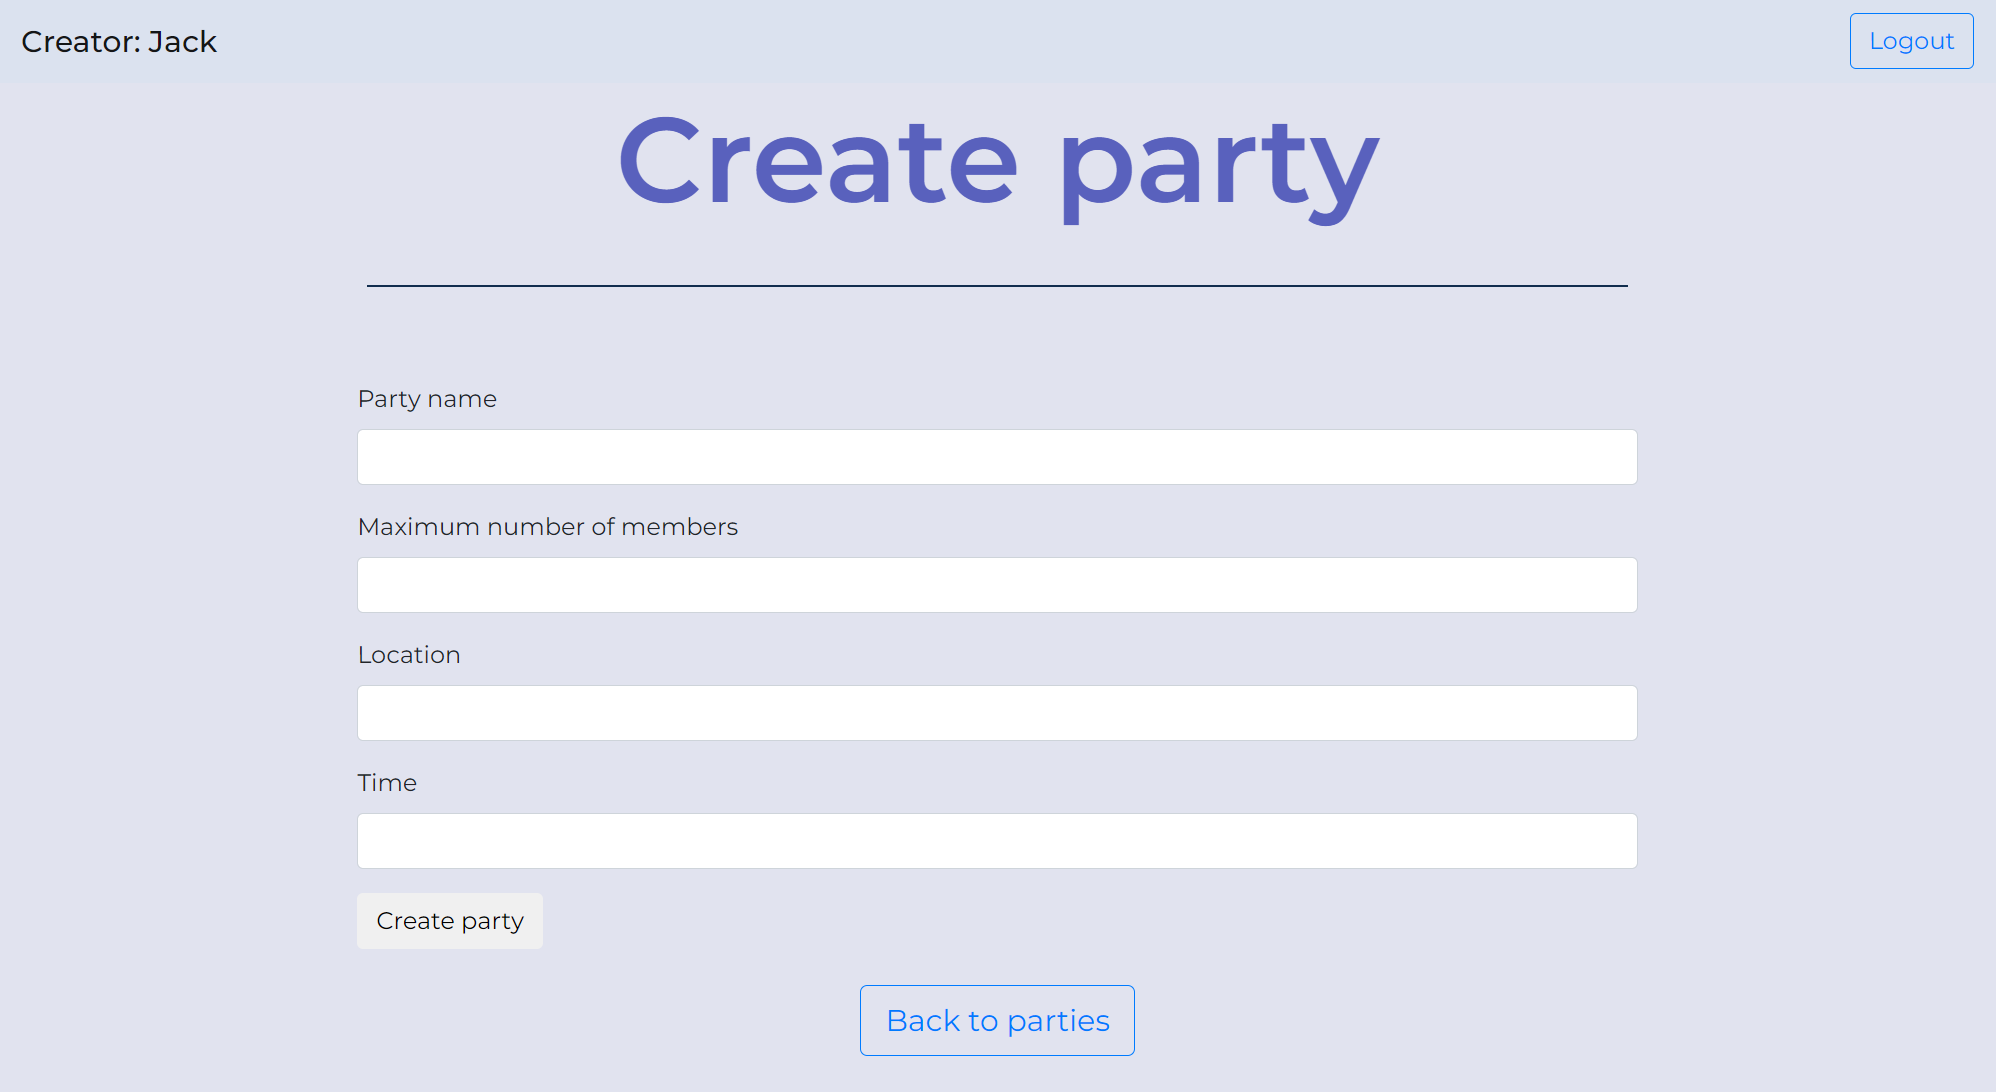 Creator: Jack
Logout
Create party
Party name
Maximum number of members
Location
Time
Create party
Back to parties